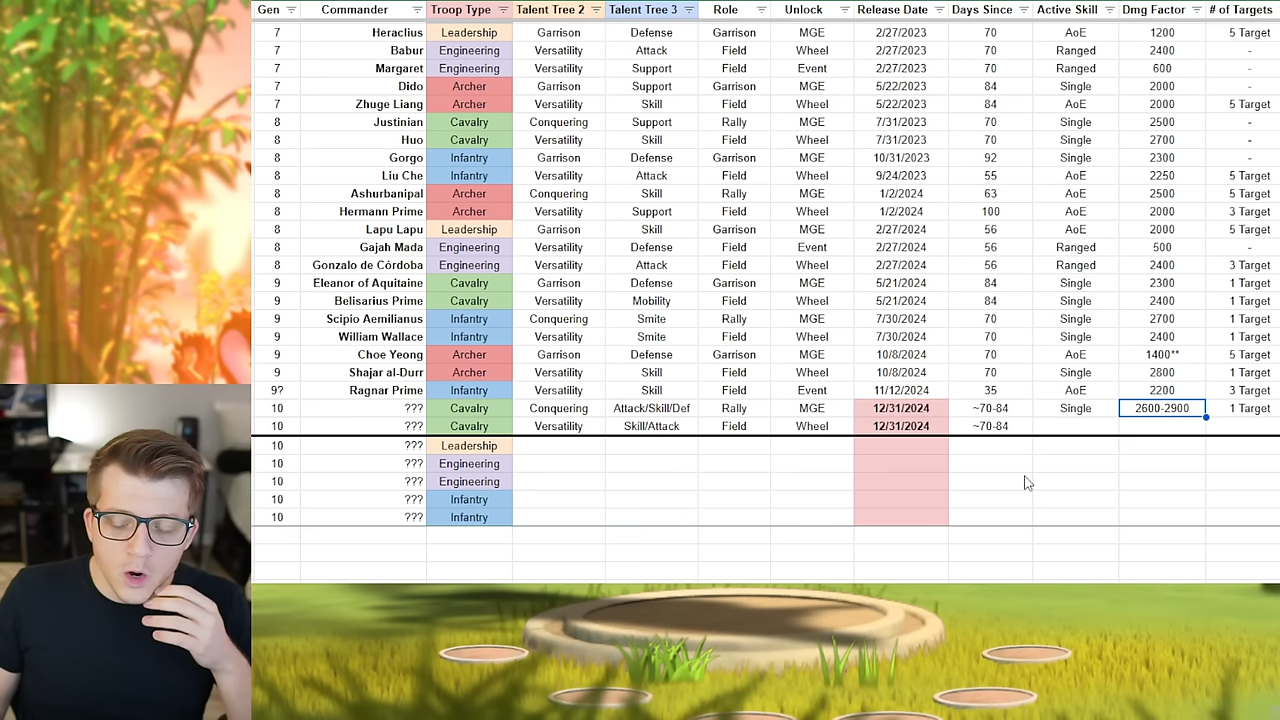 Gen Commander Troop Type Talent Tree 2 Talent Tree 3 Role Unlock Release Date Days Since Active Skill Dmg Factor # of Targets
7 Heraclius Leadership Garrison Defense Garrison MGE 2/27/2023 70 AoE 1200 5 Target
7 Babur Engineering Versatility Attack Field Wheel 2/27/2023 70 Ranged 2400 -
7 Margaret Engineering Versatility Support Field Event 2/27/2023 70 Ranged 600 -
7 Dido Archer Garrison Support Garrison MGE 5/22/2023 84 Single 2000 -
7 Zhuge Liang Archer Versatility Skill Field Wheel 5/22/2023 84 AoE 2000 5 Target
8 Justinian Cavalry Conquering Support Rally MGE 7/31/2023 70 Single 2500 -
8 Huo Cavalry Versatility Skill Field Wheel 7/31/2023 70 Single 2700 -
8 Gorgo Infantry Garrison Defense Garrison MGE 10/31/2023 92 Single 2300 -
8 Liu Che Infantry Versatility Attack Field Wheel 9/24/2023 55 AoE 2250 5 Target
8 Ashurbanipal Archer Conquering Skill Rally MGE 1/2/2024 63 AoE 2500 5 Target
8 Hermann Prime Archer Versatility Support Field Wheel 1/2/2024 100 AoE 2000 3 Target
8 Lapu Lapu Leadership Garrison Skill Garrison MGE 2/27/2024 56 AoE 2000 5 Target
8 Gajah Mada Engineering Versatility Defense Field Event 2/27/2024 56 Ranged 500 -
8 Gonzalo de Córdoba Engineering Versatility Attack Field Wheel 2/27/2024 56 Ranged 2400 3 Target
9 Eleanor of Aquitaine Cavalry Garrison Defense Garrison MGE 5/21/2024 84 Single 2300 1 Target
9 Belisarius Prime Cavalry Versatility Mobility Field Wheel 5/21/2024 84 Single 2400 1 Target
9 Scipio Aemilianus Infantry Conquering Smite Rally MGE 7/30/2024 70 Single 2700 1 Target
9 William Wallace Infantry Versatility Smite Field Wheel 7/30/2024 70 Single 2400 1 Target
9 Choe Yeong Archer Garrison Defense Garrison MGE 10/8/2024 70 AoE 1400** 5 Target
9 Shajar al-Durr Archer Versatility Skill Field Wheel 10/8/2024 70 Single 2800 1 Target
9? Ragnar Prime Infantry Versatility Skill Field Event 11/12/2024 35 AoE 2200 3 Target
10 ??? Cavalry Conquering Attack/Skill/Def Rally MGE 12/31/2024 ~70-84 Single 2600-2900 1 Target
10 ??? Cavalry Versatility Skill/Attack Field Wheel 12/31/2024 ~70-84
10 ??? Leadership
10 ??? Engineering
10 ??? Engineering
10 ??? Infantry
10 ??? Infantry